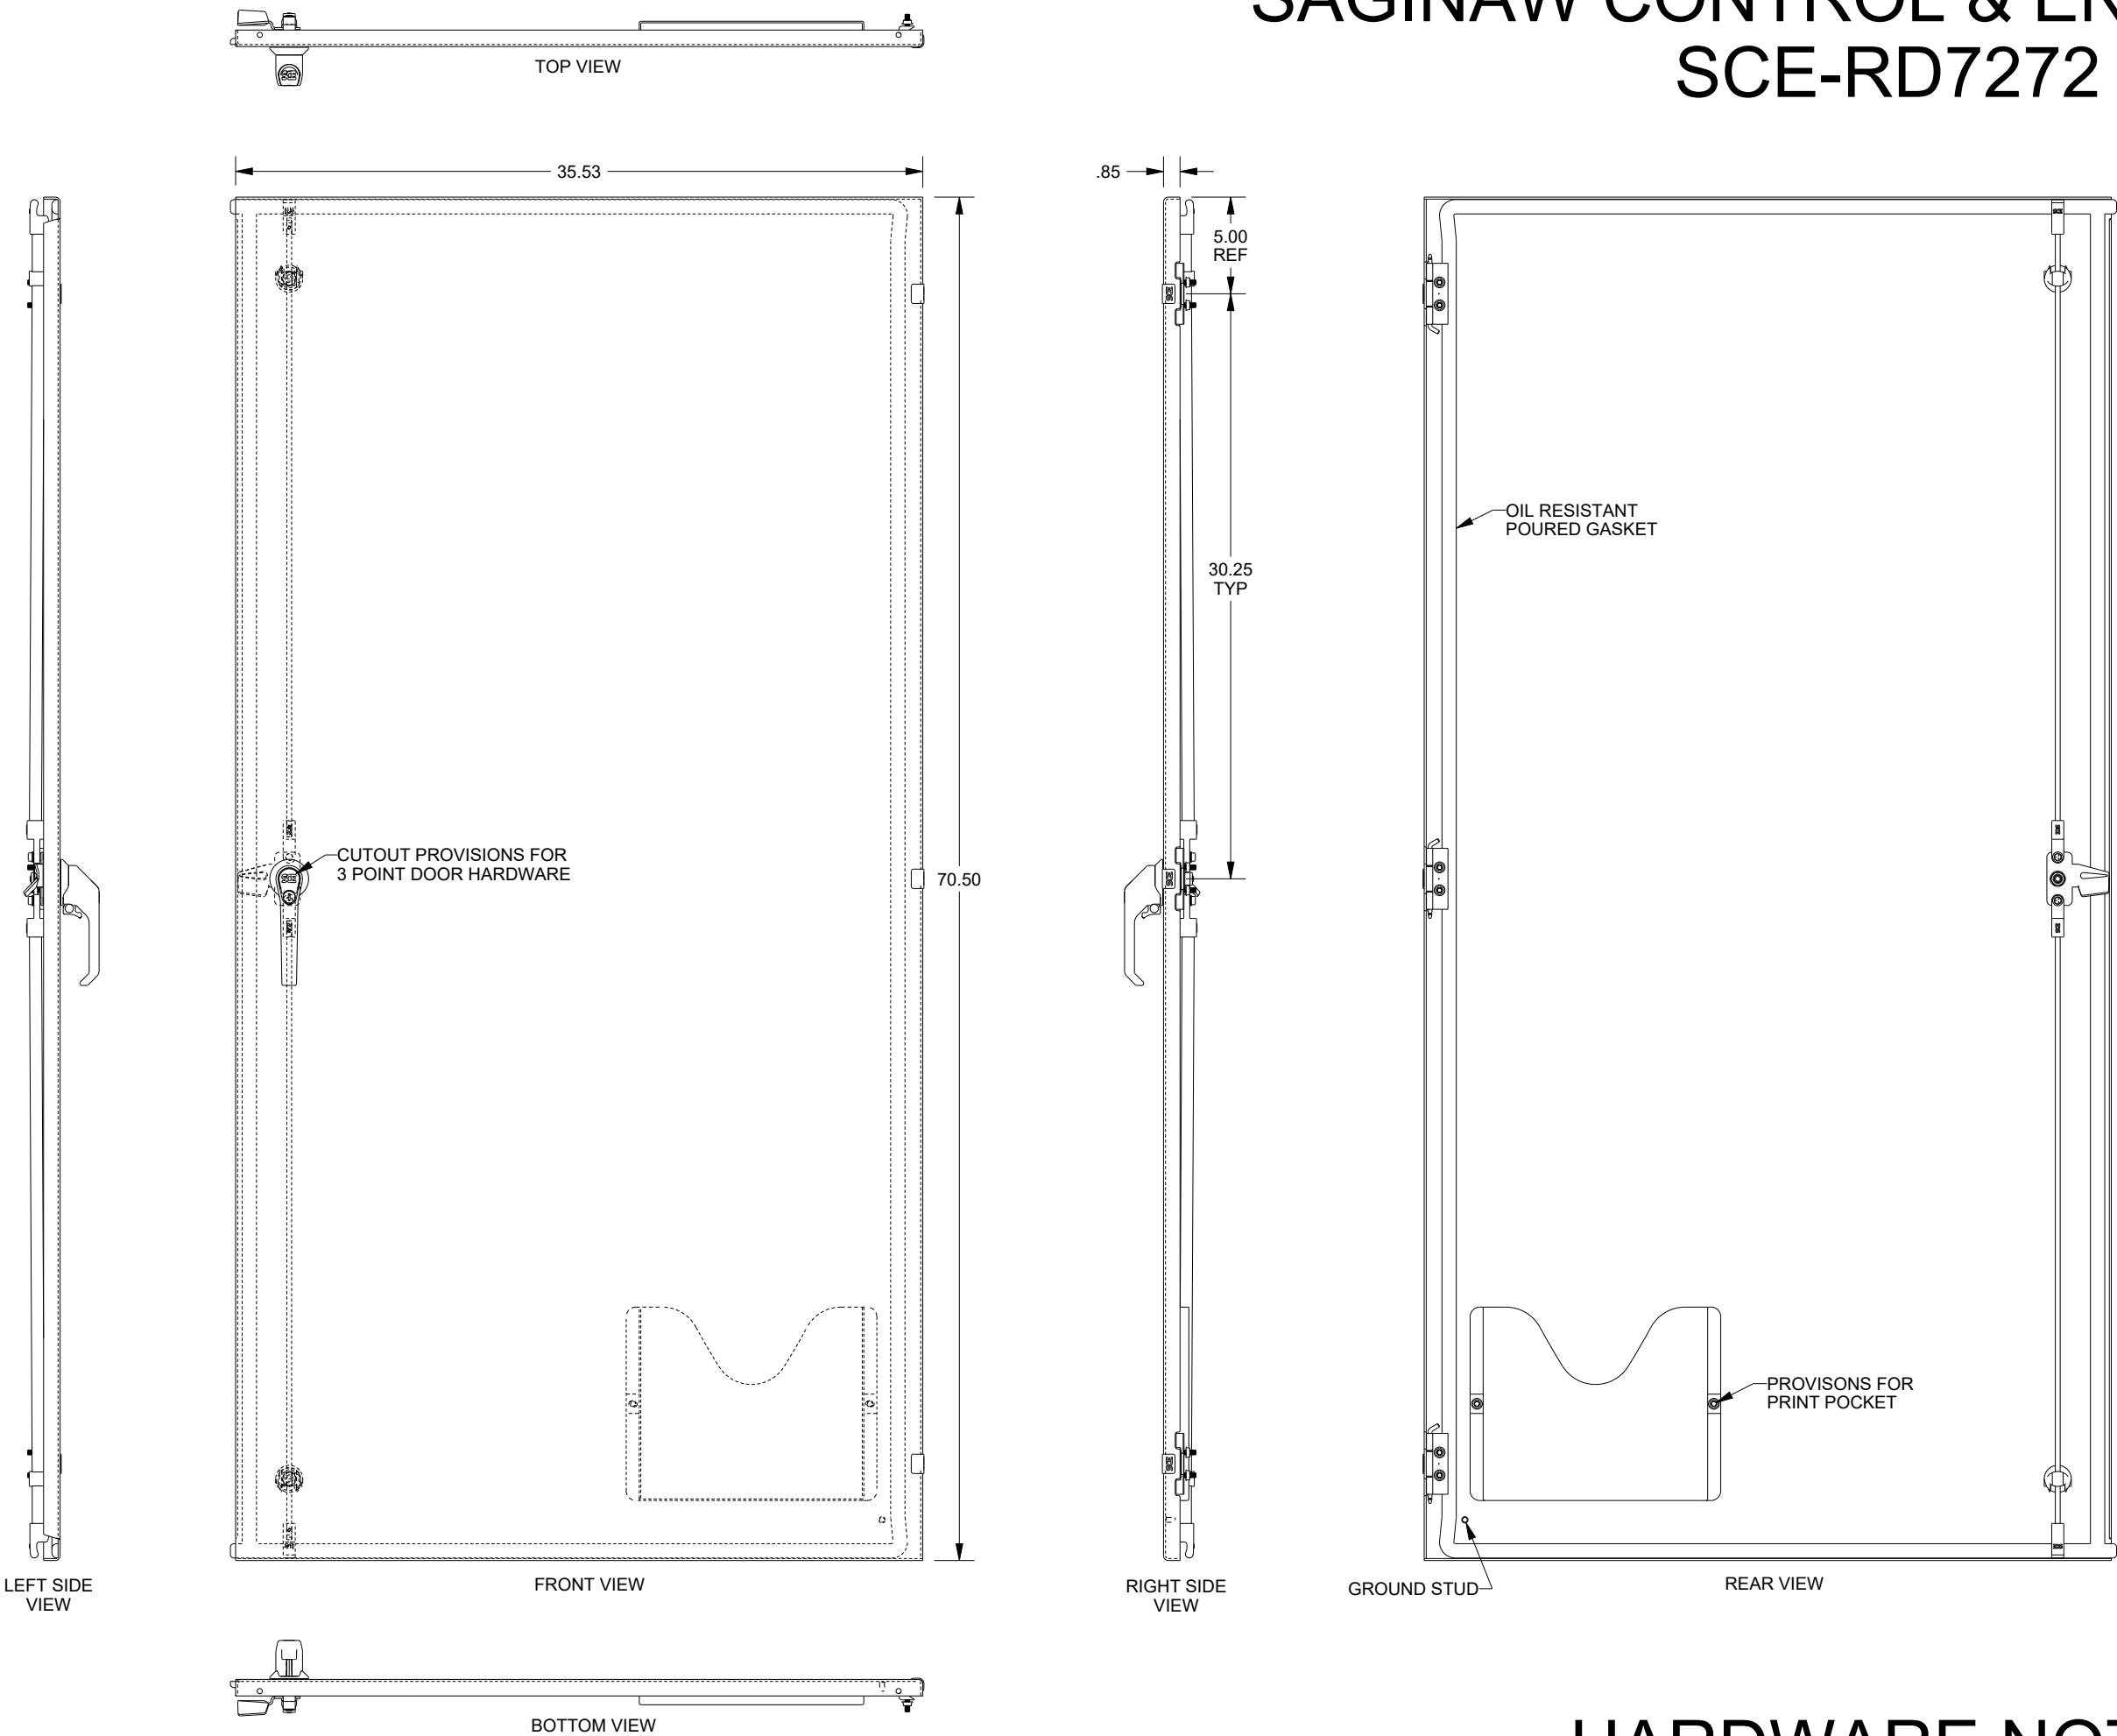 SAGINAW CONTROL &
SCE-RD7272
TOP VIEW
35.53
.85
5.00
REF
30.25
TYP
OIL RESISTANT
POURED GASKET
CUTOUT PROVISIONS FOR
3 POINT DOOR HARDWARE
70.50
PROVISONS FOR
PRINT POCKET
LEFT SIDE
VIEW
FRONT VIEW
RIGHT SIDE
VIEW
GROUND STUD
REAR VIEW
BOTTOM VIEW
HARDWARE